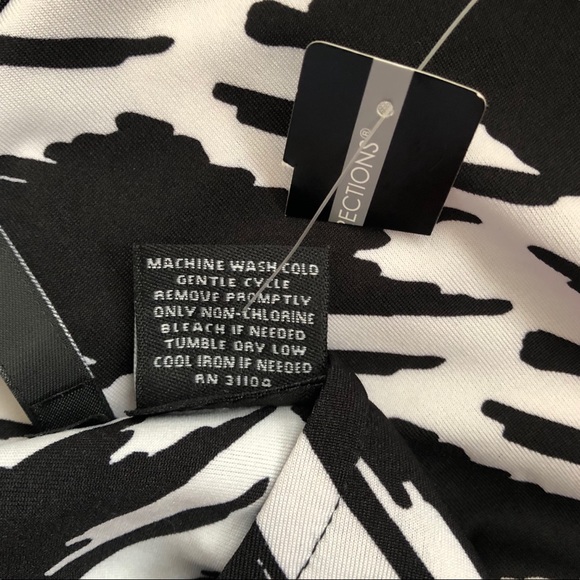 RECTIONS®
MACHINE WASH COLD
GENTLE CYCLE
REMOVE PROMPTLY
ONLY NON-CHLORINE
BLEACH IF NEEDED
TUMBLE DRY LOW
COOL IRON IF NEEDED
RN 31104